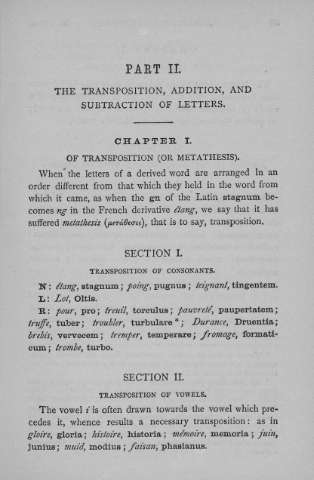 PART II.
THE TRANSPOSITION, ADDITION, AND
SUBTRACTION OF LETTERS.
CHAPTER I.
OF TRANSPOSITION (OR METATHESIS).
When the letters of a derived word are arranged in an
order different from that which they held in the word from
which it came, as when the gn of the Latin stagnum be-
comes ng in the French derivative étang, we say that it has
suffered metathesis (μετάθεσις), that is to say, transposition.
SECTION I.
TRANSPOSITION OF CONSONANTS.
N: étang, stagnum; poing, pugnus; teignant, tingentem.
L: Lot, Oltis.
R: pour, pro; treuil, torculus; pauvreté, paupertatem;
truffe, tuber; troubler, turbulare; Durance, Druentia;
brebis, vervecem; tremper, temperare; fromage, formati-
cum; trombe, turbo.
SECTION II.
TRANSPOSITION OF VOWELS.
The vowel i is often drawn towards the vowel which pre-
cedes it, whence results a necessary transposition: as in
gloire, gloria; histoire, historia; mémoire, memoria; juin,
junius; muid, modius; faisan, phasianus.